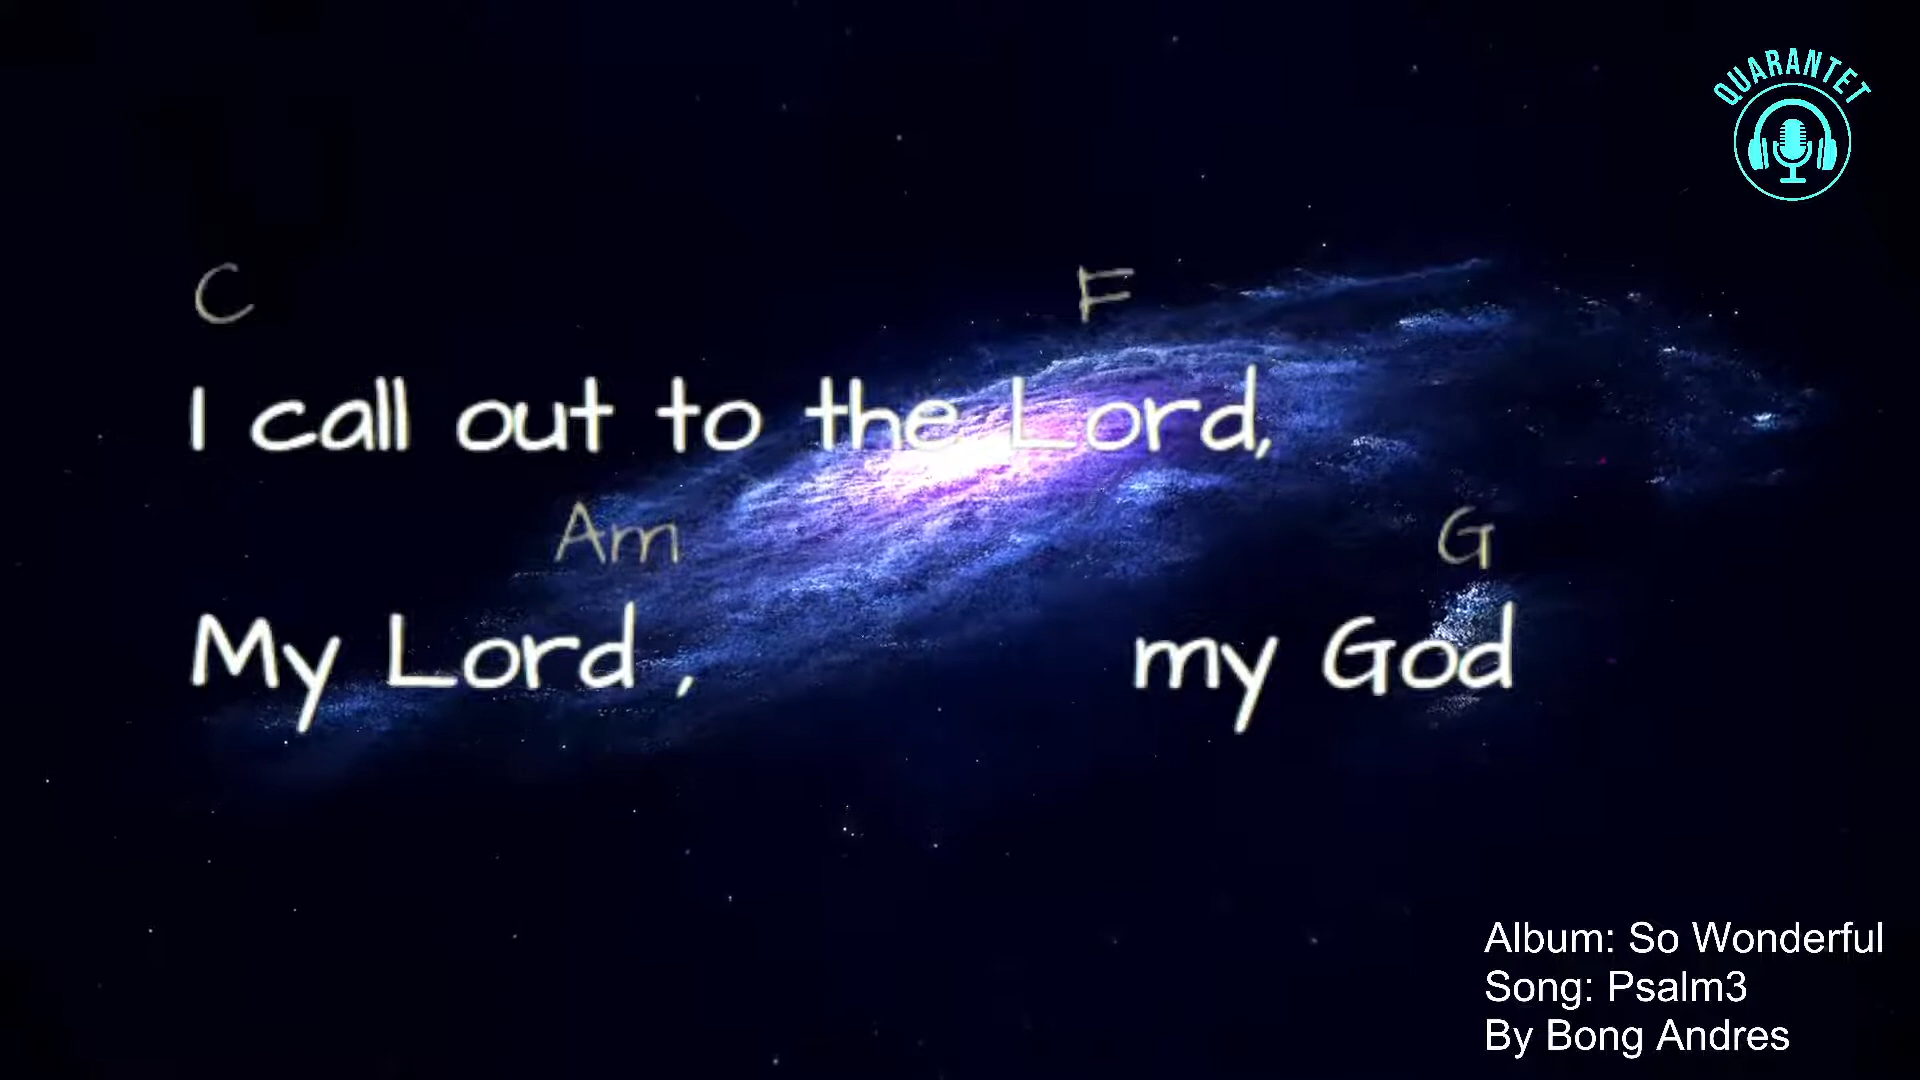 QUARANTET
C F
I call out to the Lord,
Am G
My Lord , my God
Album: So Wonderful
Song: Psalm3
By Bong Andres